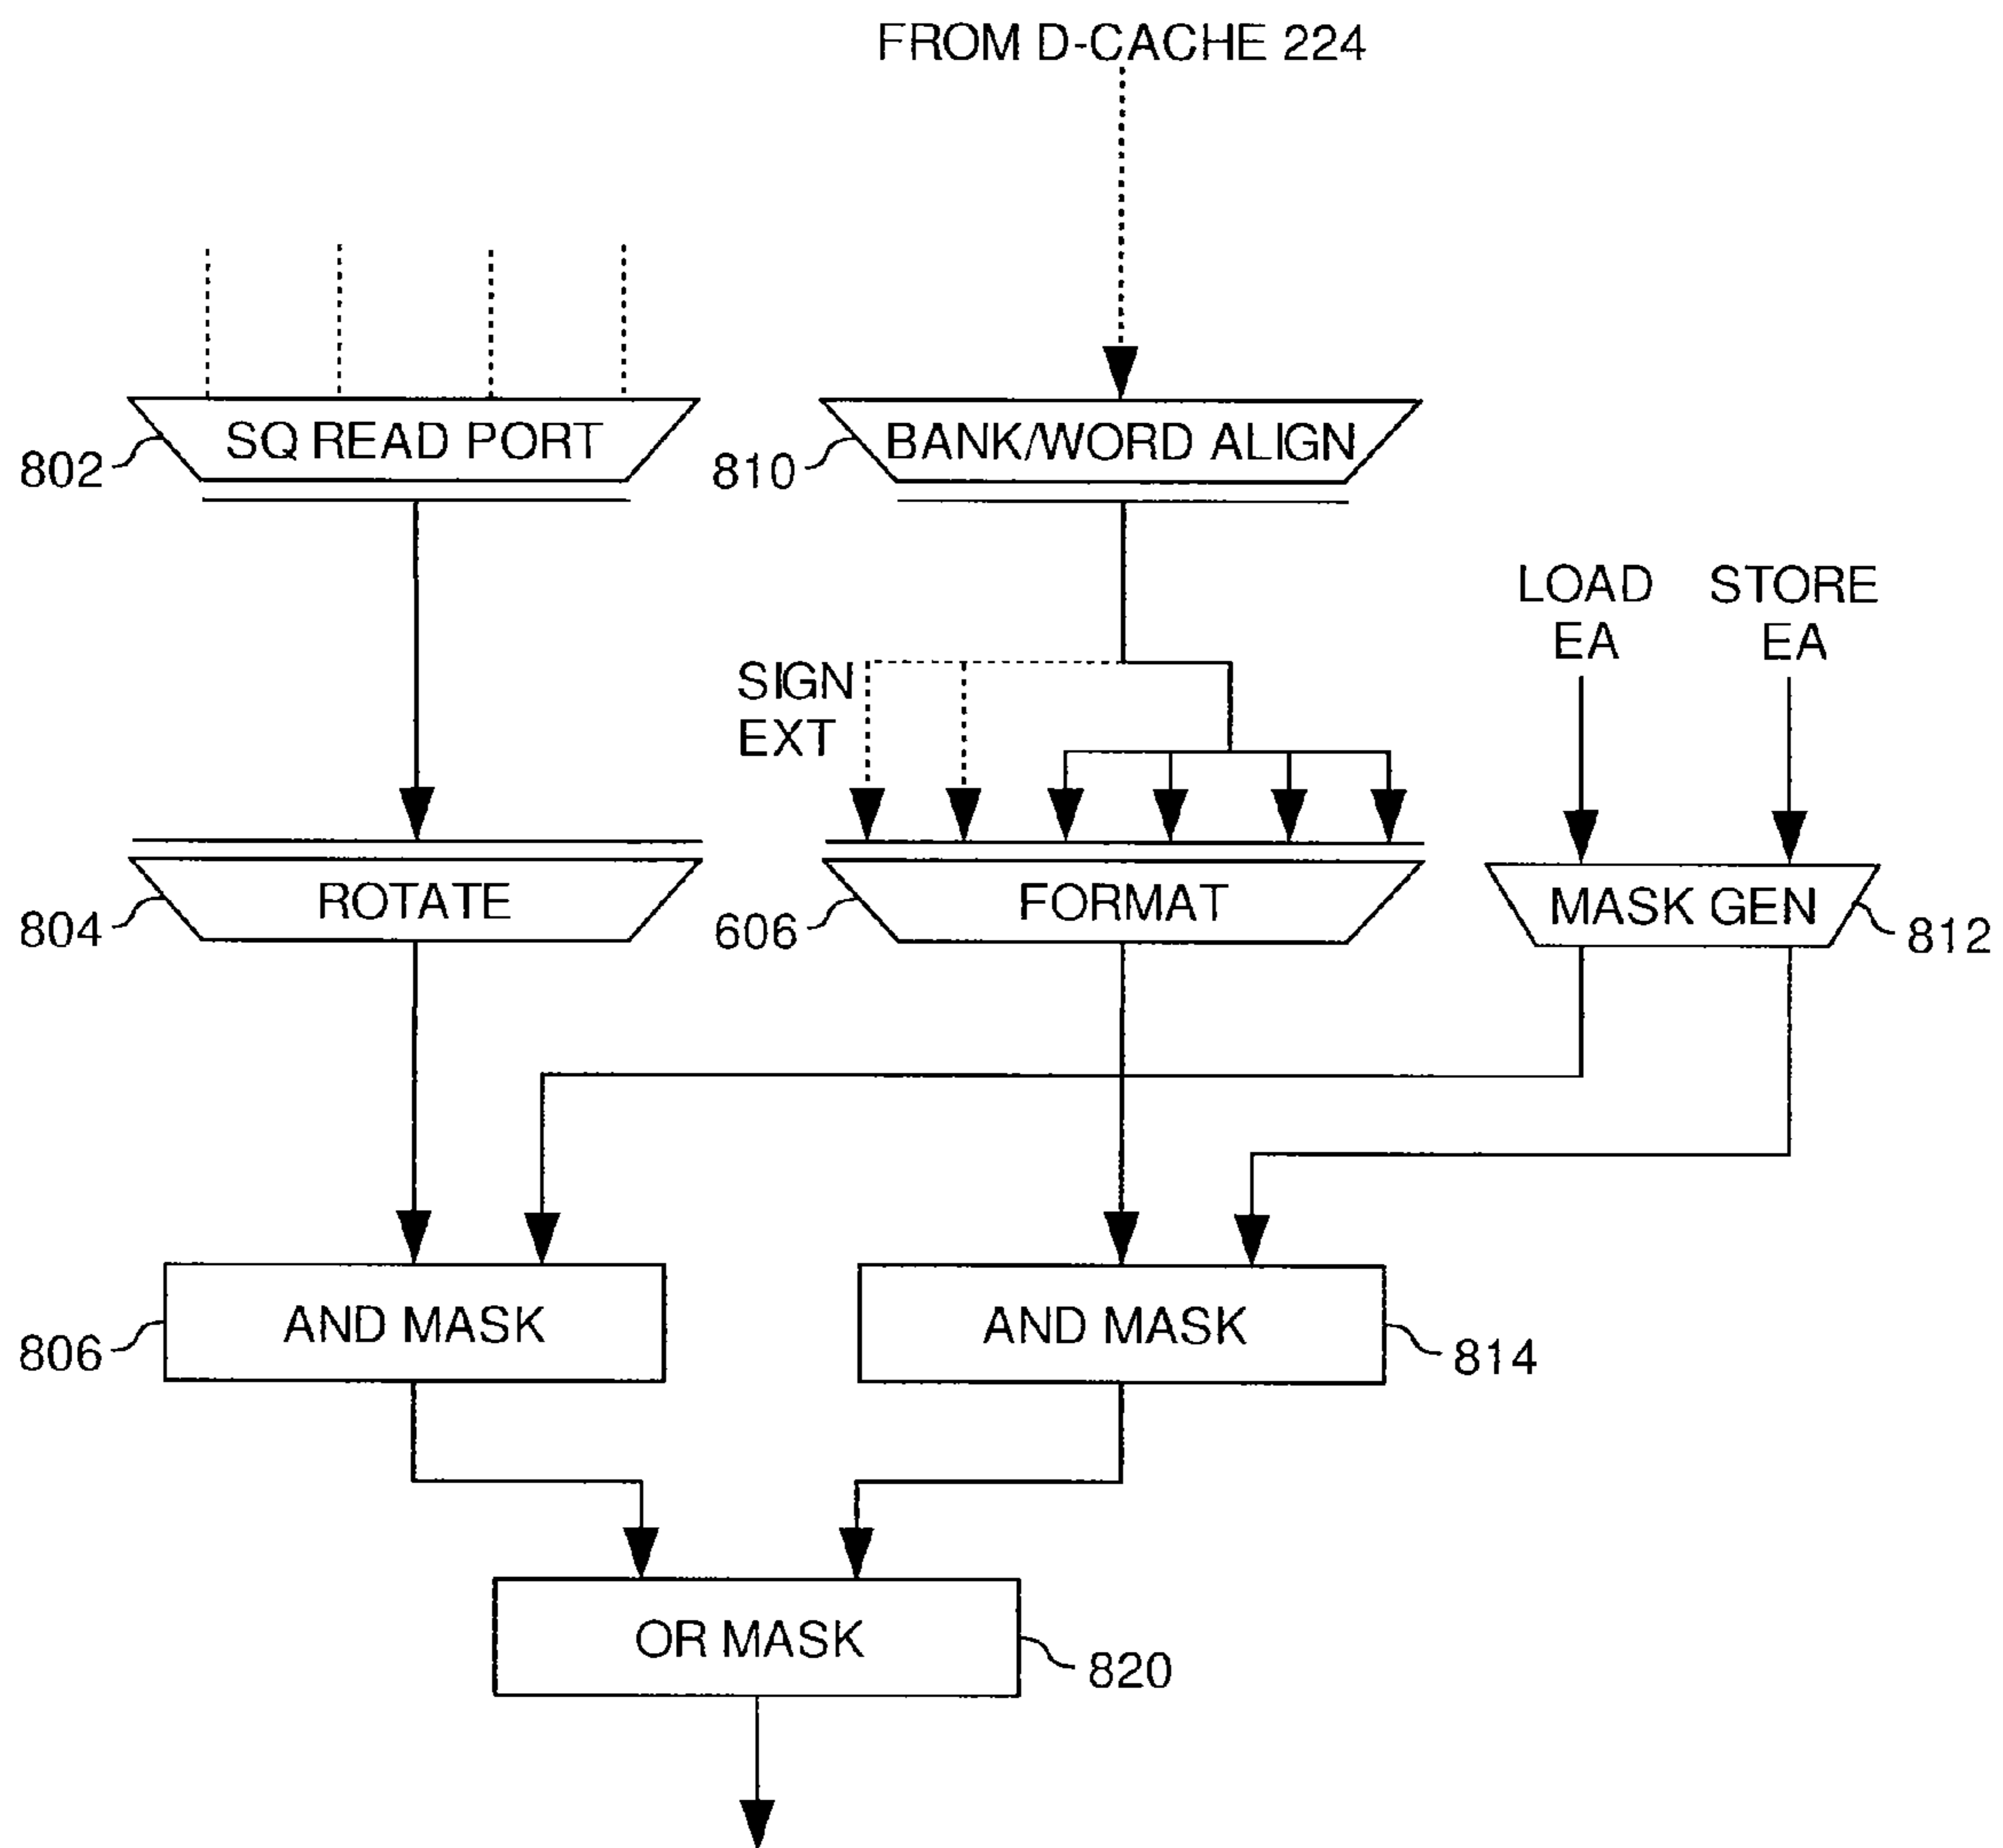 FROM D-CACHE 224
SQ READ PORT
802
BANK/WORD ALIGN
810
LOAD
EA
STORE
EA
SIGN
EXT
ROTATE
804
FORMAT
606
MASK GEN
812
AND MASK
806
AND MASK
814
OR MASK
820